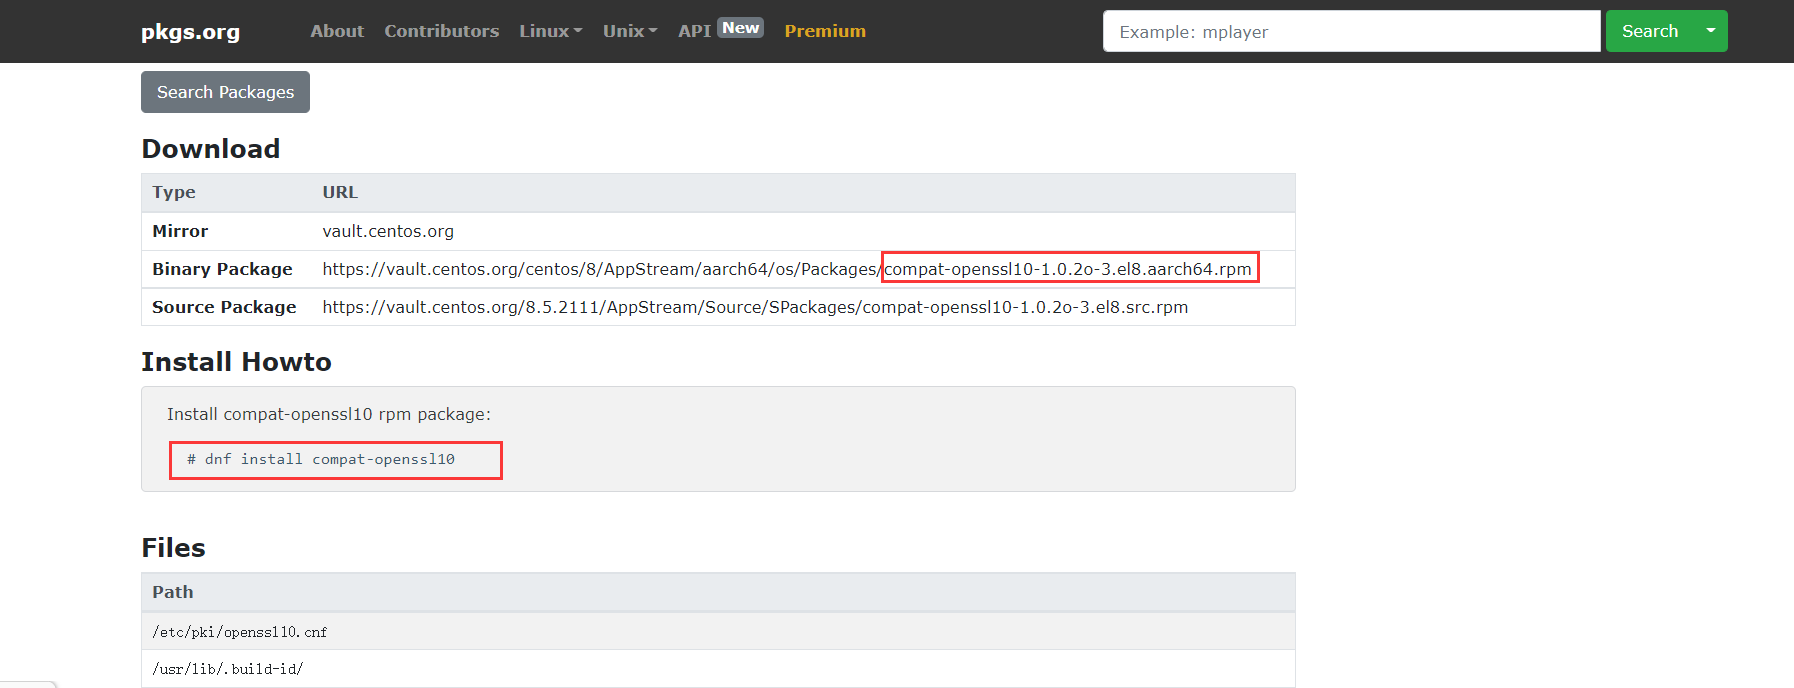 pkgs.org About Contributors Linux Unix API New Premium Example: mplayer Search
Search Packages
Download
Type URL
Mirror vault.centos.org
Binary Package https://vault.centos.org/centos/8/AppStream/aarch64/os/Packages/compat-openssl10-1.0.2o-3.el8.aarch64.rpm
Source Package https://vault.centos.org/8.5.2111/AppStream/Source/SPackages/compat-openssl10-1.0.2o-3.el8.src.rpm
Install Howto
Install compat-openssl10 rpm package:
# dnf install compat-openssl10
Files
Path
/etc/pki/openssl10.cnf
/usr/lib/.build-id/